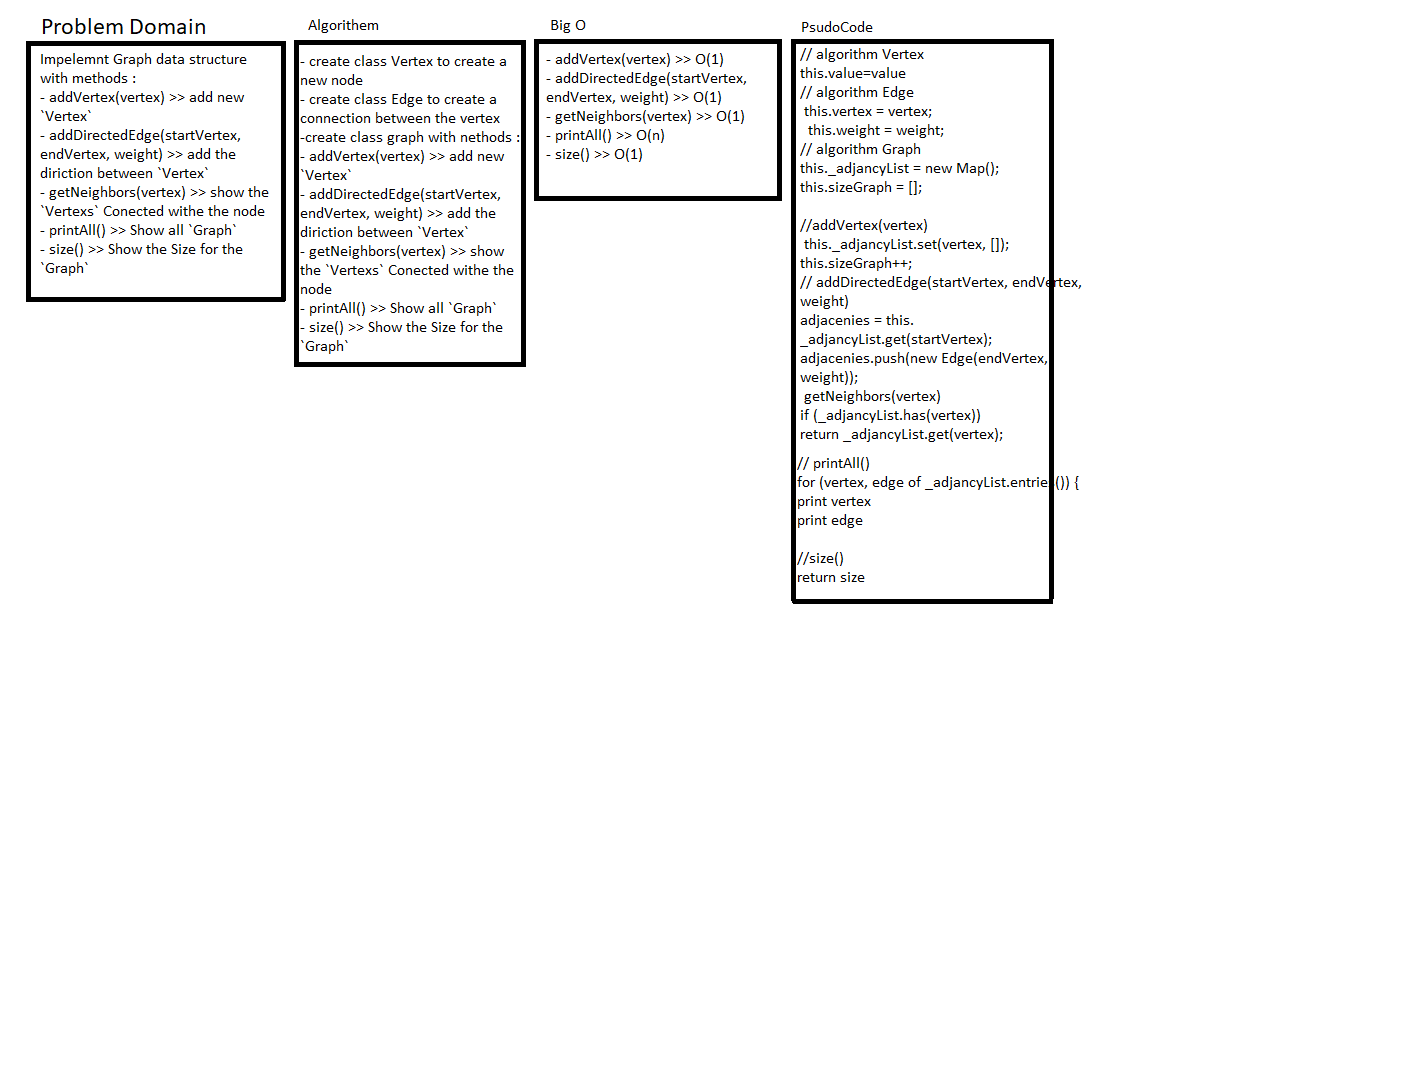 Problem Domain
Impelemnt Graph data structure
with methods :
- addVertex(vertex) >> add new
`Vertex`
- addDirectedEdge(startVertex,
endVertex, weight) >> add the
diriction between `Vertex`
- getNeighbors(vertex) >> show the
`Vertexs` Conected withe the node
- printAll() >> Show all `Graph`
- size() >> Show the Size for the
`Graph`
Algorithem
- create class Vertex to create a
new node
- create class Edge to create a
connection between the vertex
-create class graph with nethods :
- addVertex(vertex) >> add new
`Vertex`
- addDirectedEdge(startVertex,
endVertex, weight) >> add the
diriction between `Vertex`
- getNeighbors(vertex) >> show
the `Vertexs` Conected withe the
node
- printAll() >> Show all `Graph`
- size() >> Show the Size for the
`Graph`
Big O
- addVertex(vertex) >> O(1)
- addDirectedEdge(startVertex,
endVertex, weight) >> O(1)
- getNeighbors(vertex) >> O(1)
- printAll() >> O(n)
- size() >> O(1)
PsudoCode
// algorithm Vertex
this.value=value
// algorithm Edge
this.vertex = vertex;
this.weight = weight;
// algorithm Graph
this._adjancyList = new Map();
this.sizeGraph = [];
//addVertex(vertex)
this._adjancyList.set(vertex, []);
this.sizeGraph++;
// addDirectedEdge(startVertex, endVertex,
weight)
adjacenies = this.
_adjancyList.get(startVertex);
adjacenies.push(new Edge(endVertex,
weight));
getNeighbors(vertex)
if (_adjancyList.has(vertex))
return _adjancyList.get(vertex);
// printAll()
for (vertex, edge of _adjancyList.entries()) {
print vertex
print edge
//size()
return size